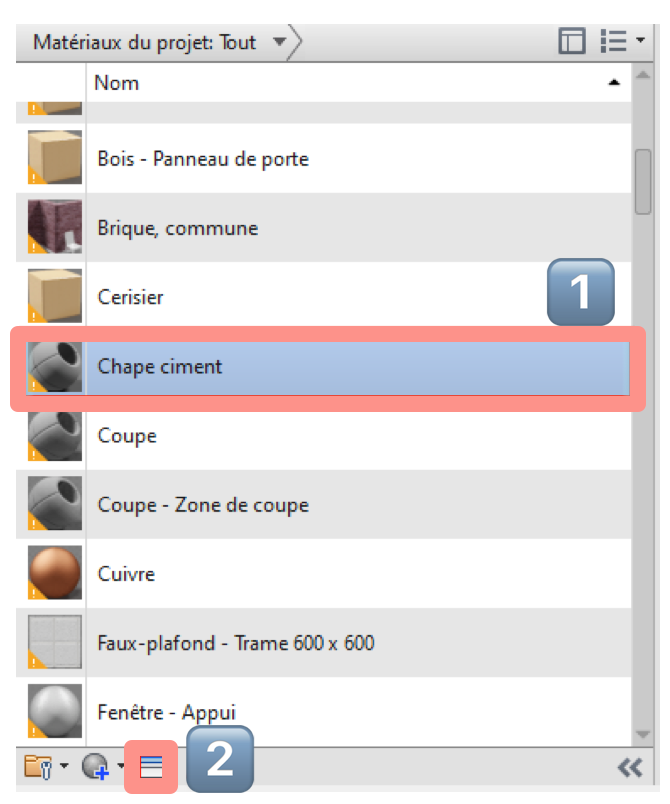 Matériaux du projet: Tout
Nom
Bois - Panneau de porte
Brique, commune
Cerisier
1
Chape ciment
Coupe
Coupe - Zone de coupe
Cuivre
Faux-plafond - Trame 600 x 600
Fenêtre - Appui
2